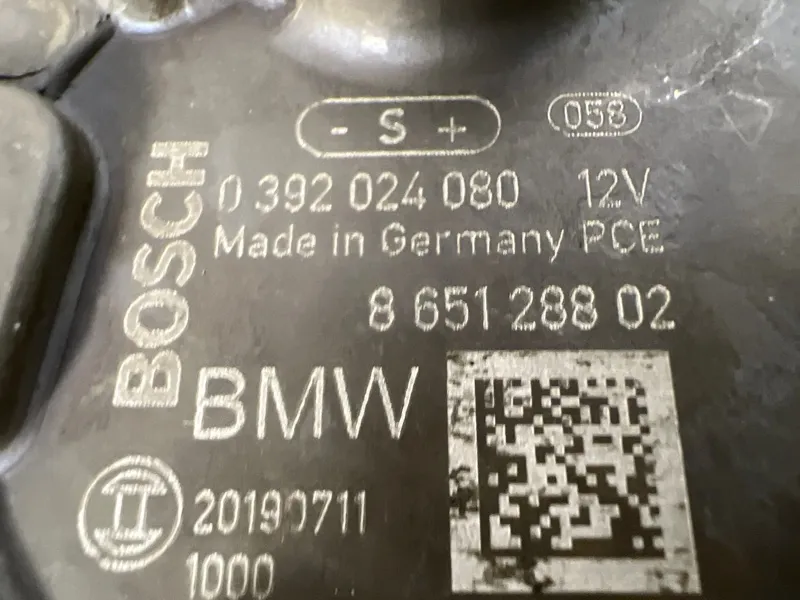 - S +
058
0 392 024 080 12V
Made in Germany PCE
8 651 288 02
BOSCH
BMW
20190711
1000